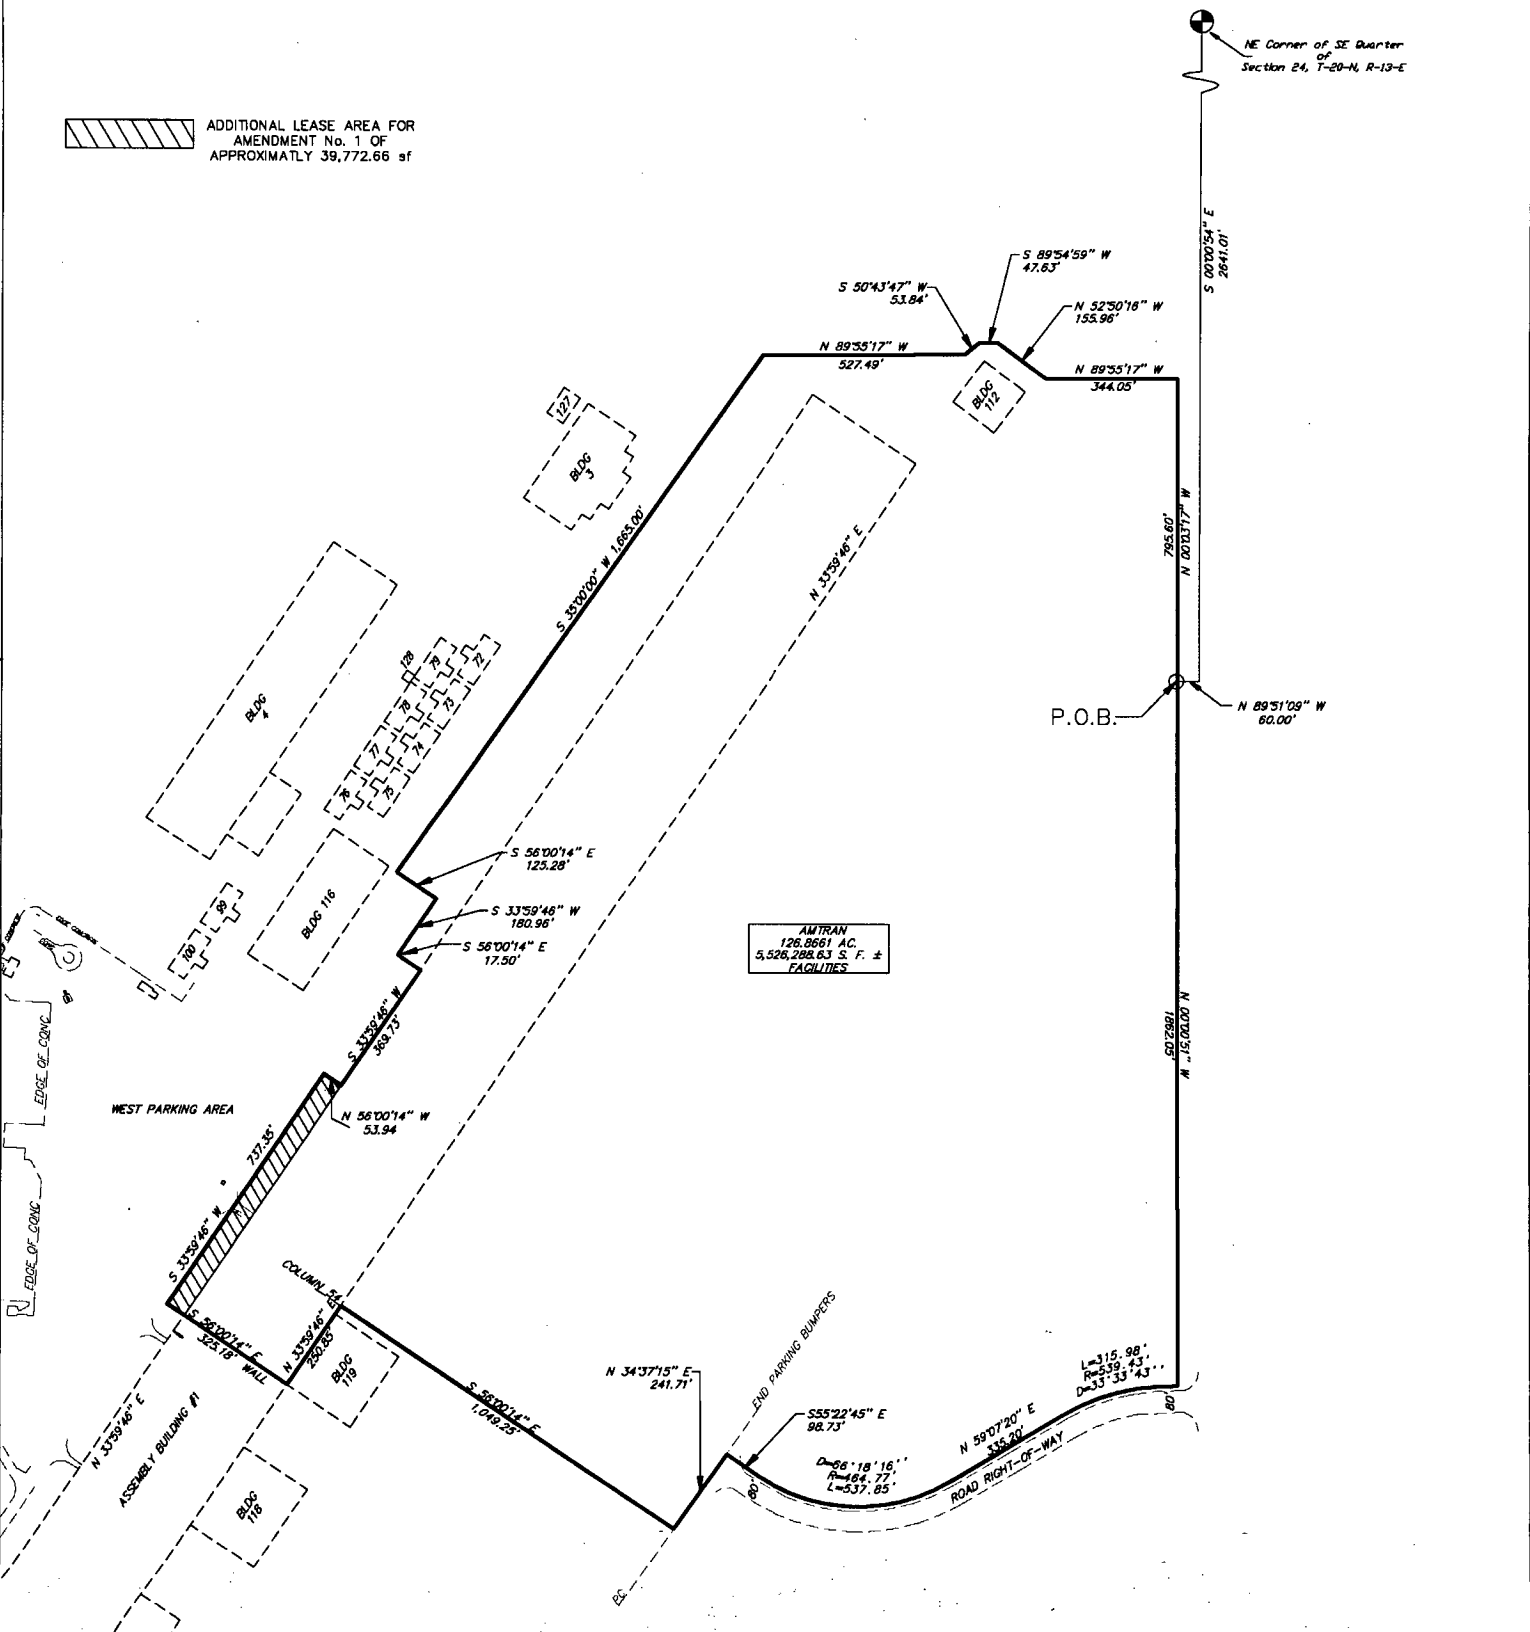 NE Corner of SE Quarter
of
Section 24, T-20-N, R-13-E
ADDITIONAL LEASE AREA FOR
AMENDMENT No. 1 OF
APPROXIMATLY 39,772.66 sf
S 00°00'54" E
2641.01'
S 89°54'59" W
47.63'
S 50°43'47" W
53.84'
N 52°50'16" W
155.96'
N 89°55'17" W
527.49'
N 89°55'17" W
344.05'
BLDG
112
127
BLDG
3
S 35°00'00" W 1,665.00'
N 33°59'46" E
N 00°03'17" W
795.60'
BLDG
4
128
79
72
78
73
77
74
76
75
P.O.B.
N 89°51'09" W
60.00'
S 56°00'14" E
125.28'
BLDG 116
99
100
S 33°59'46" W
180.96'
S 56°00'14" E
17.50'
AMTRAN
126.8661 AC.
5,526,288.63 S. F. ±
FACILITIES
S 33°59'46" W
369.73'
N 00°00'51" W
1862.05'
EDGE OF CONC
WEST PARKING AREA
N 56°00'14" W
53.94
737.35'
S 33°59'46" W
EDGE OF CONC
COLUMN 54
S 56°00'14" E
325.18'
WALL
N 33°59'46" E
250.85'
BLDG
119
END PARKING BUMPERS
N 34°37'15" E
241.71'
L=315.98'
R=539.43'
D=33°33'43''
80'
S 56°00'14" E
1,049.25'
S55°22'45" E
98.73'
N 59°07'20" E
335.20'
ROAD RIGHT-OF-WAY
D=66°18'16''
R=464.77'
L=537.85'
80'
N 33°59'46" E
ASSEMBLY BUILDING #1
BLDG
118
P.C.